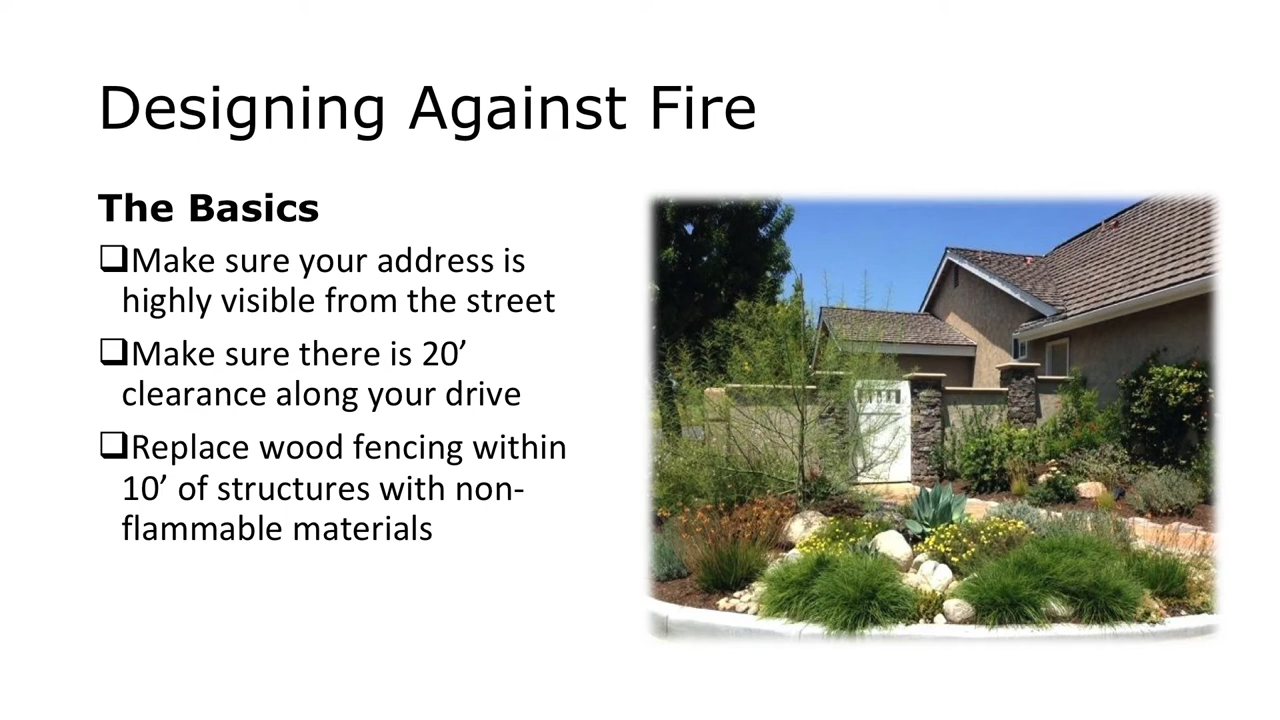 Designing Against Fire
The Basics
❑Make sure your address is
highly visible from the street
❑Make sure there is 20’
clearance along your drive
❑Replace wood fencing within
10’ of structures with non-
flammable materials